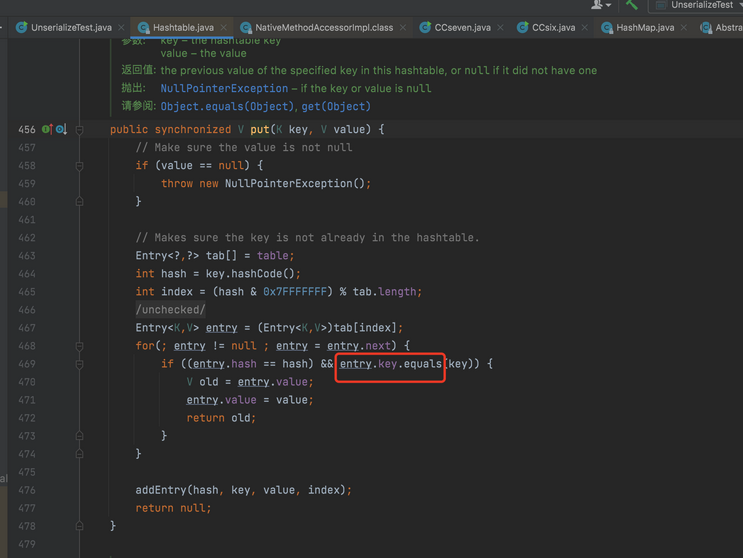 UnserializeTest
UnserializeTest.java Hashtable.java NativeMethodAccessorImpl.class CCseven.java CCsix.java HashMap.java Abstra
参数: key – the hashtable key
value – the value
返回值: the previous value of the specified key in this hashtable, or null if it did not have one
抛出: NullPointerException – if the key or value is null
请参阅: Object.equals(Object), get(Object)
456 public synchronized V put(K key, V value) {
457 // Make sure the value is not null
458 if (value == null) {
459 throw new NullPointerException();
460 }
461
462 // Makes sure the key is not already in the hashtable.
463 Entry<?,?> tab[] = table;
464 int hash = key.hashCode();
465 int index = (hash & 0x7FFFFFFF) % tab.length;
466 /unchecked/
467 Entry<K,V> entry = (Entry<K,V>)tab[index];
468 for(; entry != null ; entry = entry.next) {
469 if ((entry.hash == hash) && entry.key.equals(key)) {
470 V old = entry.value;
471 entry.value = value;
472 return old;
473 }
474 }
475
476 addEntry(hash, key, value, index);
477 return null;
478 }
479